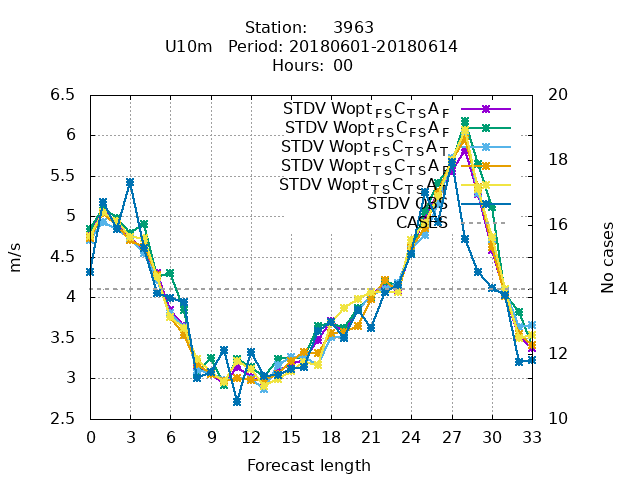 Station: 3963
U10m Period: 20180601-20180614
Hours: 00
6.5
6
5.5
5
4.5
4
3.5
3
2.5
m/s
20
18
16
14
12
10
No cases
STDV Wopt FS C TS A F
STDV Wopt FS C FS A F
STDV Wopt FS C TS A T
STDV Wopt TS C TS A F
STDV Wopt TS C TS A T
STDV OBS
CASES
0 3 6 9 12 15 18 21 24 27 30 33
Forecast length